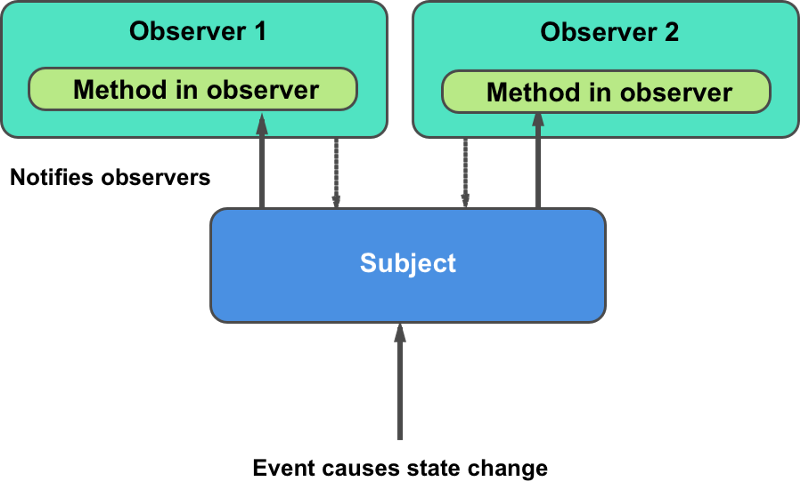 Observer 1
Observer 2
Method in observer
Method in observer
Notifies observers
Subject
Event causes state change